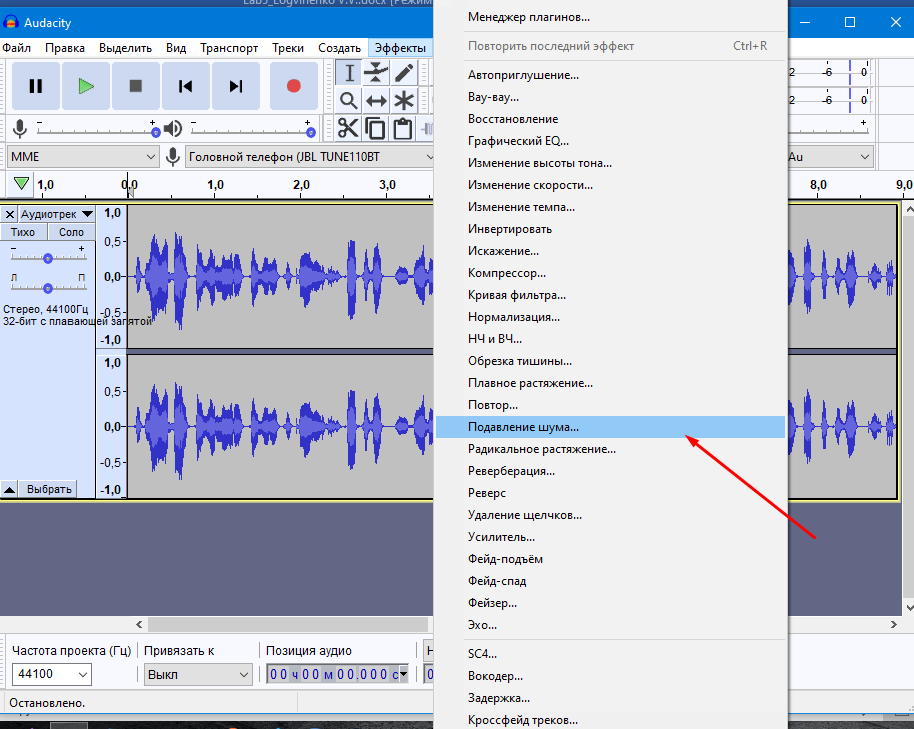 Lab5_Logvinenko V.V..docx [Режим
Audacity
Файл Правка Выделить Вид Транспорт Треки Создать Эффекты
MME
Головной телефон (JBL TUNE110BT
Au
2 -6 0
2 -6 0
1,0 0,0 1,0 2,0 3,0 8,0 9,0
Аудиотрек
Тихо Соло
- +
Л П
Стерео, 44100Гц
32-бит с плавающей запятой
Выбрать
1,0
0,5
0,0
-0,5
-1,0
1,0
0,5
0,0
-0,5
-1,0
Менеджер плагинов...
Повторить последний эффект Ctrl+R
Автоприглушение...
Вау-вау...
Восстановление
Графический EQ...
Изменение высоты тона...
Изменение скорости...
Изменение темпа...
Инвертировать
Искажение...
Компрессор...
Кривая фильтра...
Нормализация...
НЧ и ВЧ...
Обрезка тишины...
Плавное растяжение...
Повтор...
Подавление шума...
Радикальное растяжение...
Реверберация...
Реверс
Удаление щелчков...
Усилитель...
Фейд-подъём
Фейд-спад
Фейзер...
Эхо...
SC4...
Вокодер...
Задержка...
Кроссфейд треков...
Частота проекта (Гц) Привязать к Позиция аудио
44100 Выкл 00 ч 00 м 00.000 с
Остановлено.